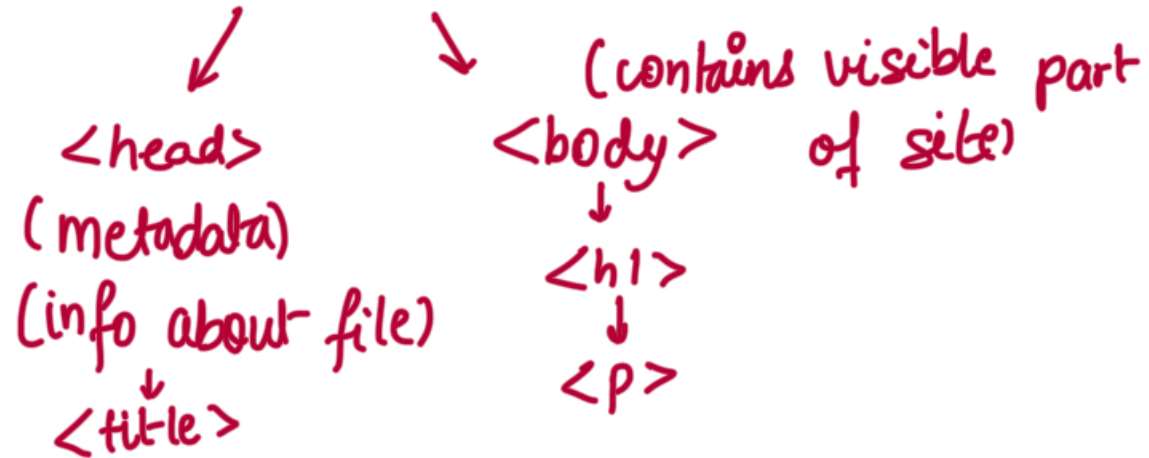 (contains visible part
<head> <body> of site)
(metadata)
<h1>
(info about file)
<p>
<title>